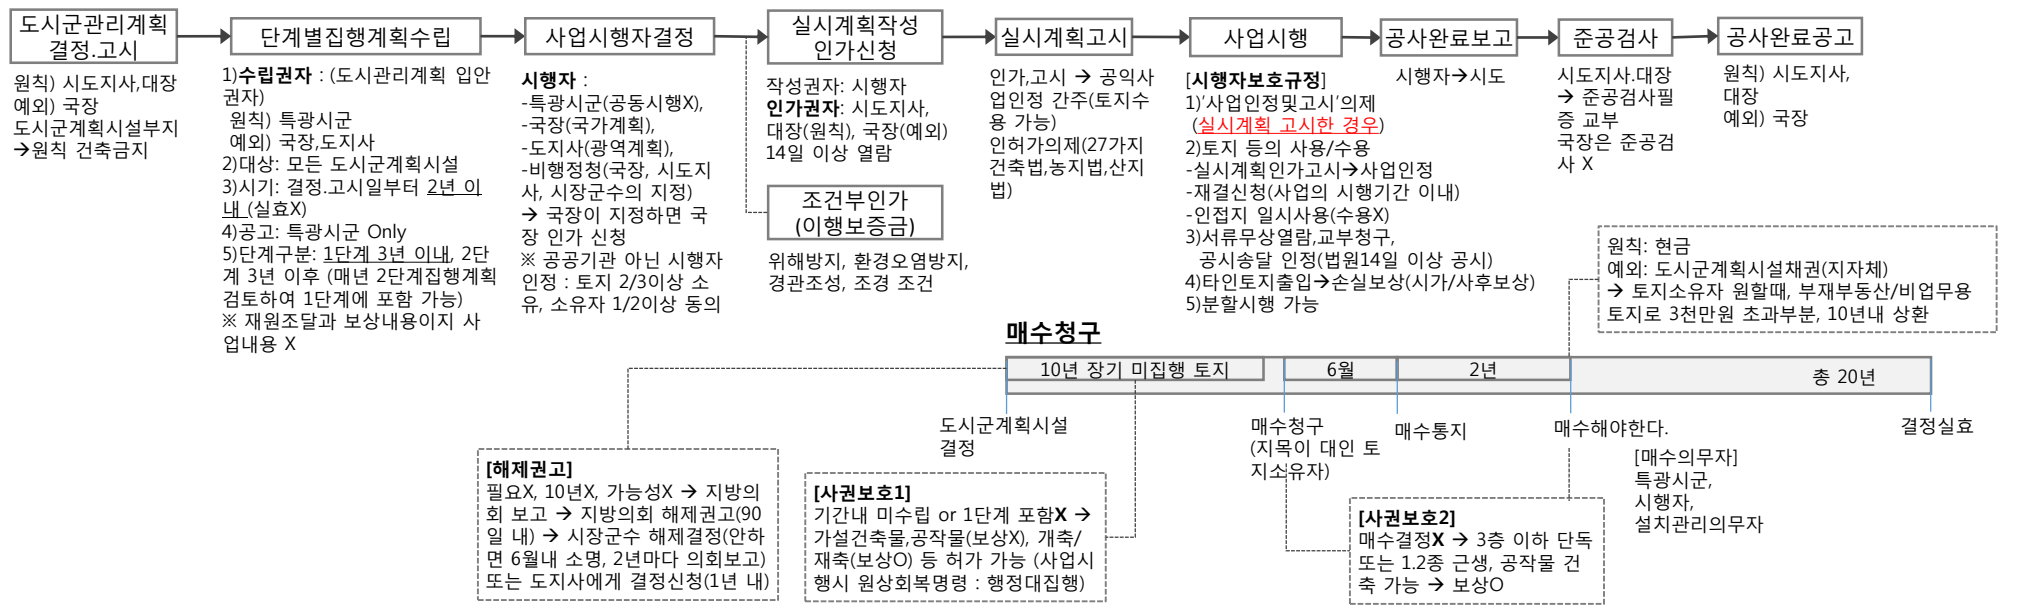 도시군관리계획
결정.고시
원칙) 시도지사,대장
예외) 국장
도시군계획시설부지
→원칙 건축금지
단계별집행계획수립
1)수립권자 : (도시관리계획 입안
권자)
원칙) 특광시군
예외) 국장,도지사
2)대상: 모든 도시군계획시설
3)시기: 결정.고시일부터 2년 이
내 (실효X)
4)공고: 특광시군 Only
5)단계구분: 1단계 3년 이내, 2단
계 3년 이후 (매년 2단계집행계획
검토하여 1단계에 포함 가능)
※ 재원조달과 보상내용이지 사
업내용 X
사업시행자결정
시행자 :
-특광시군(공동시행X),
-국장(국가계획),
-도지사(광역계획),
-비행정청(국장, 시도지
사, 시장군수의 지정)
→ 국장이 지정하면 국
장 인가 신청
※ 공공기관 아닌 시행자
인정 : 토지 2/3이상 소
유, 소유자 1/2이상 동의
실시계획작성
인가신청
작성권자: 시행자
인가권자: 시도지사,
대장(원칙), 국장(예외)
14일 이상 열람
조건부인가
(이행보증금)
위해방지, 환경오염방지,
경관조성, 조경 조건
실시계획고시
인가,고시 → 공익사
업인정 간주(토지수
용 가능)
인허가의제(27가지
건축법,농지법,산지
법)
사업시행
[시행자보호규정]
1)'사업인정및고시'의제
(실시계획 고시한 경우)
2)토지 등의 사용/수용
-실시계획인가고시→사업인정
-재결신청(사업의 시행기간 이내)
-인접지 일시사용(수용X)
3)서류무상열람,교부청구,
공시송달 인정(법원14일 이상 공시)
4)타인토지출입→손실보상(시가/사후보상)
5)분할시행 가능
공사완료보고
시행자→시도
준공검사
시도지사.대장
→ 준공검사필
증 교부
국장은 준공검
사 X
공사완료공고
원칙) 시도지사,
대장
예외) 국장
원칙: 현금
예외: 도시군계획시설채권(지자체)
→ 토지소유자 원할때, 부재부동산/비업무용
토지로 3천만원 초과부분, 10년내 상환
매수청구
10년 장기 미집행 토지
6월
2년
총 20년
도시군계획시설
결정
매수청구
(지목이 대인 토
지소유자)
매수통지
매수해야한다.
결정실효
[매수의무자]
특광시군,
시행자,
설치관리의무자
[해제권고]
필요X, 10년X, 가능성X → 지방의
회 보고 → 지방의회 해제권고(90
일 내) → 시장군수 해제결정(안하
면 6월내 소명, 2년마다 의회보고)
또는 도지사에게 결정신청(1년 내)
[사권보호1]
기간내 미수립 or 1단계 포함X →
가설건축물,공작물(보상X), 개축/
재축(보상O) 등 허가 가능 (사업시
행시 원상회복명령 : 행정대집행)
[사권보호2]
매수결정X → 3층 이하 단독
또는 1.2종 근생, 공작물 건
축 가능 → 보상O